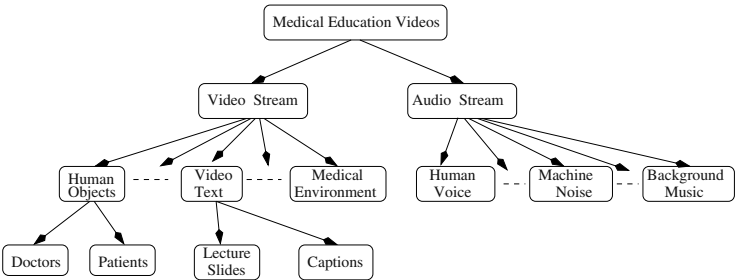 Medical Education Videos
Video Stream
Audio Stream
Human
Objects
Video
Text
Medical
Environment
Human
Voice
Machine
Noise
Background
Music
Doctors
Patients
Lecture
Slides
Captions